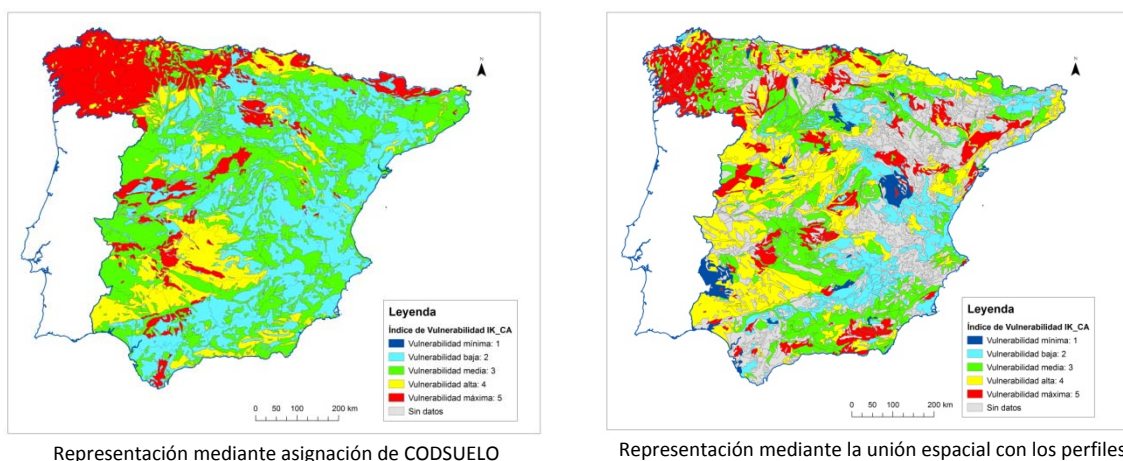 N
Leyenda
Índice de Vulnerabilidad IK_CA
Vulnerabilidad mínima: 1
Vulnerabilidad baja: 2
Vulnerabilidad media: 3
Vulnerabilidad alta: 4
Vulnerabilidad máxima: 5
Sin datos
0 50 100 200 km
Representación mediante asignación de CODSUELO
N
Leyenda
Índice de Vulnerabilidad IK_CA
Vulnerabilidad mínima: 1
Vulnerabilidad baja: 2
Vulnerabilidad media: 3
Vulnerabilidad alta: 4
Vulnerabilidad máxima: 5
Sin datos
0 50 100 200 km
Representación mediante la unión espacial con los perfiles